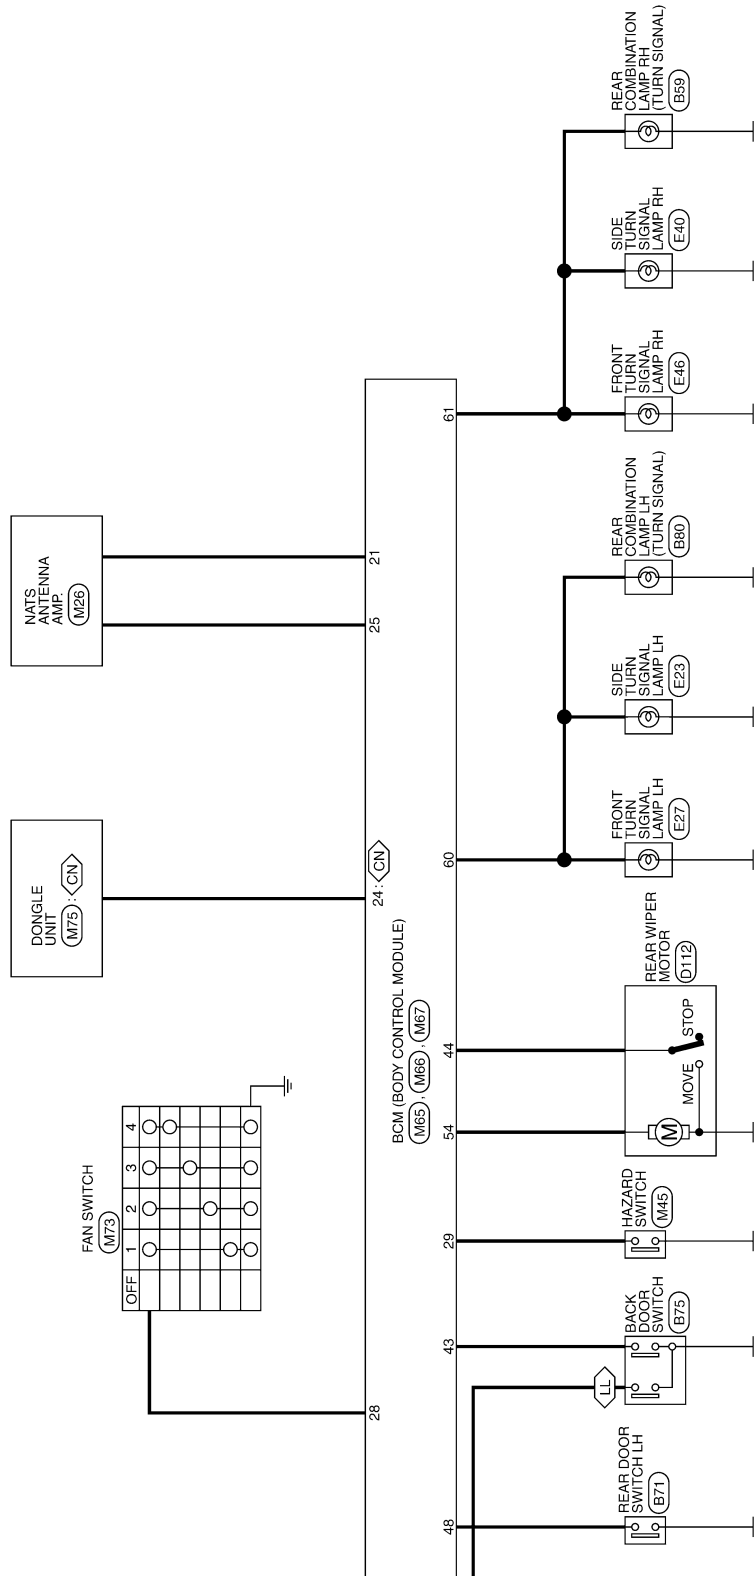 NATS
ANTENNA
AMP.
M26
21
25
DONGLE
UNIT
M75 : CN
24 : CN
FAN SWITCH
M73
OFF 1 2 3 4
28
BCM (BODY CONTROL MODULE)
M65 , M66 , M67
48
43
29
54
44
60
61
REAR DOOR
SWITCH LH
B71
LL
BACK
DOOR
SWITCH
B75
HAZARD
SWITCH
M45
REAR WIPER
MOTOR
D112
M
MOVE
STOP
FRONT
TURN
SIGNAL
LAMP LH
E27
SIDE
TURN
SIGNAL
LAMP LH
E23
REAR
COMBINATION
LAMP LH
(TURN SIGNAL)
B80
FRONT
TURN
SIGNAL
LAMP RH
E46
SIDE
TURN
SIGNAL
LAMP RH
E40
REAR
COMBINATION
LAMP RH
(TURN SIGNAL)
B59